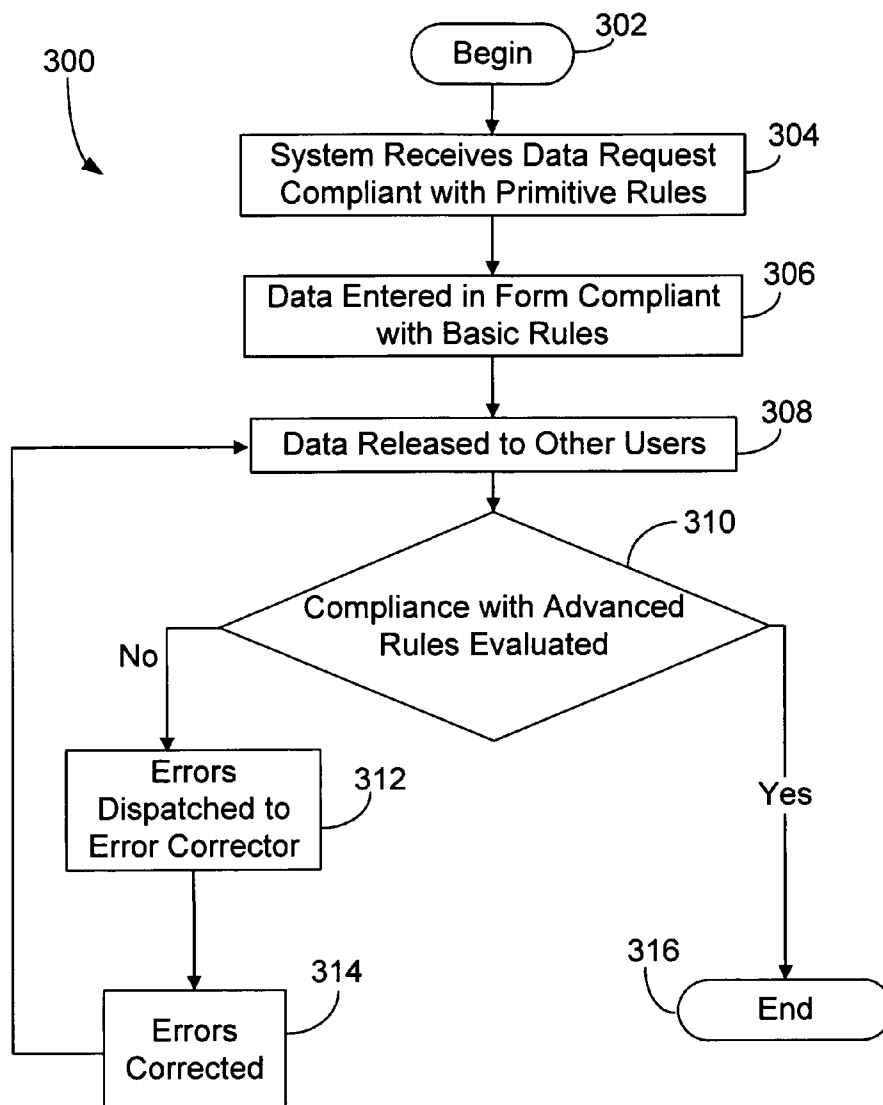 302
Begin
300
304
System Receives Data Request
Compliant with Primitive Rules
306
Data Entered in Form Compliant
with Basic Rules
308
Data Released to Other Users
310
Compliance with Advanced
Rules Evaluated
No
Yes
Errors
Dispatched to
Error Corrector
312
314
Errors
Corrected
316
End